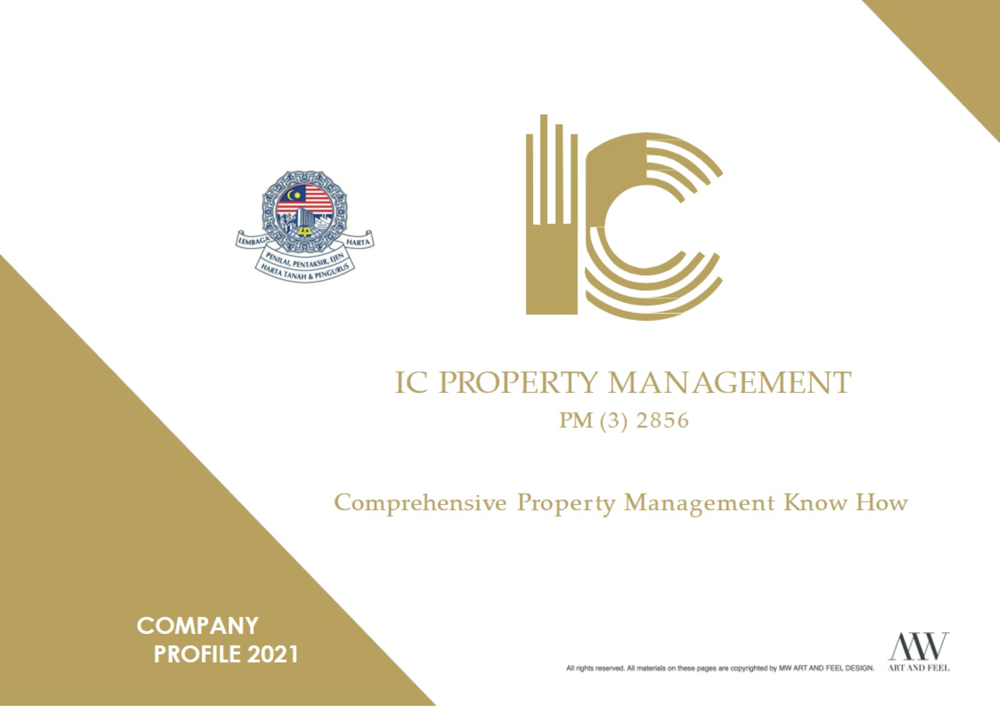 LEMBAGA HARTA
PENILAI, PENTAKSIR, EJEN
HARTA TANAH & PENGURUS
IC
IC PROPERTY MANAGEMENT
PM (3) 2856
Comprehensive Property Management Know How
COMPANY
PROFILE 2021
All rights reserved. All materials on these pages are copyrighted by MW ART AND FEEL DESIGN.
MW
ART AND FEEL